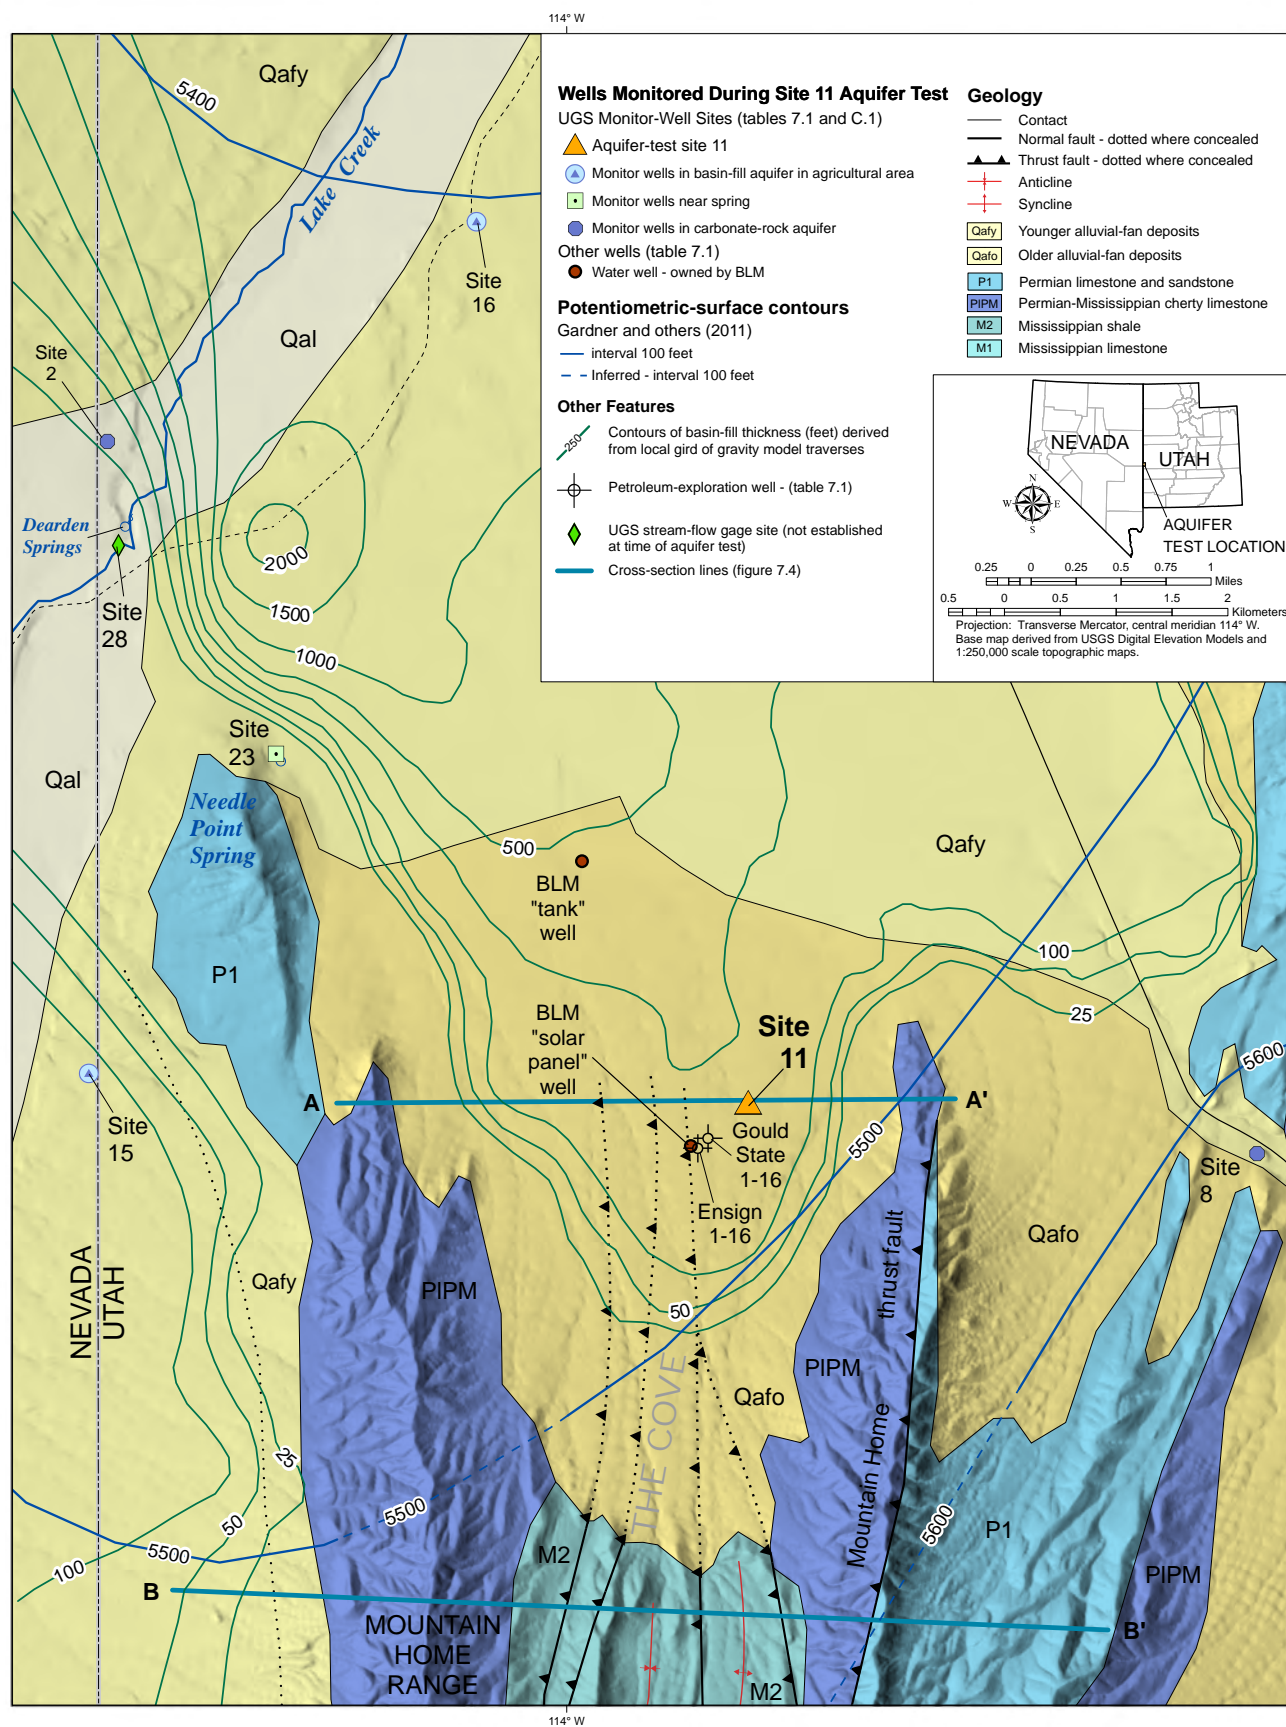 114° W
Wells Monitored During Site 11 Aquifer Test
UGS Monitor-Well Sites (tables 7.1 and C.1)
Aquifer-test site 11
Monitor wells in basin-fill aquifer in agricultural area
Monitor wells near spring
Monitor wells in carbonate-rock aquifer
Other wells (table 7.1)
Water well - owned by BLM
Potentiometric-surface contours
Gardner and others (2011)
interval 100 feet
Inferred - interval 100 feet
Other Features
250
Contours of basin-fill thickness (feet) derived
from local gird of gravity model traverses
Petroleum-exploration well - (table 7.1)
UGS stream-flow gage site (not established
at time of aquifer test)
Cross-section lines (figure 7.4)
Geology
Contact
Normal fault - dotted where concealed
Thrust fault - dotted where concealed
Anticline
Syncline
Qafy Younger alluvial-fan deposits
Qafo Older alluvial-fan deposits
P1 Permian limestone and sandstone
PIPM Permian-Mississippian cherty limestone
M2 Mississippian shale
M1 Mississippian limestone
NEVADA
UTAH
N
W E
S
AQUIFER
TEST LOCATION
0.25 0 0.25 0.5 0.75 1
Miles
0.5 0 0.5 1 1.5 2
Kilometers
Projection: Transverse Mercator, central meridian 114° W.
Base map derived from USGS Digital Elevation Models and
1:250,000 scale topographic maps.
Qafy
5400
Lake Creek
Site
16
Qal
Site
2
Dearden
Springs
2000
1500
Site
28
1000
Site
23
Qal
Needle
Point
Spring
500
Qafy
BLM
"tank"
well
100
P1
25
BLM
"solar
panel"
well
Site
11
5600
A
A'
Site
15
Gould
State
1-16
5500
Site
8
Ensign
1-16
Qafo
thrust fault
NEVADA
UTAH
Qafy
PIPM
50
PIPM
THE COVE
Qafo
Mountain Home
25
5500
50
5600
P1
5500
M2
100
PIPM
B
B'
MOUNTAIN
HOME
RANGE
M2
114° W